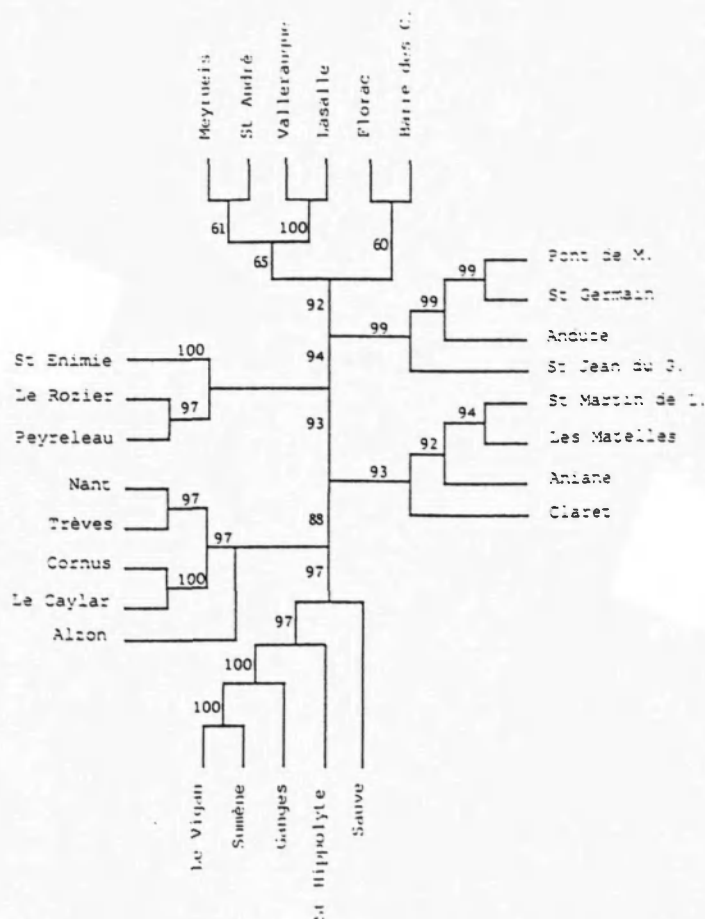 Meyrueis
St André
Valleraugue
Lasalle
Florac
Barre des C.
61
100
65
60
92
99
99
99
Pont de M.
St Germain
Anduze
St Jean du G.
94
St Enimie
100
Le Rozier
97
Peyreleau
93
94
92
93
St Martin de L.
Les Matelles
Aniane
Claret
88
Nant
97
Trèves
97
Cornus
100
Le Caylar
Alzon
97
97
100
100
Le Vigan
Sumène
Ganges
St Hippolyte
Sauve